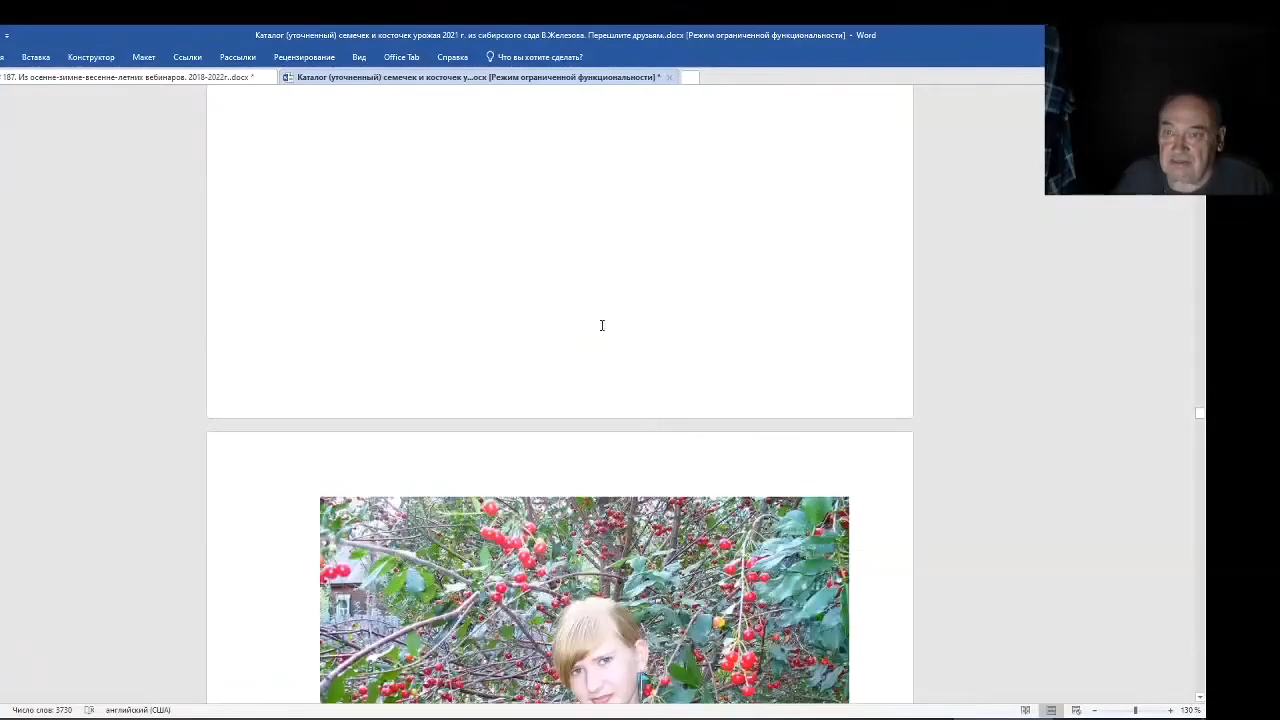 Каталог (уточненный) семечек и косточек урожая 2021 г. из сибирского сада В.Железова. Перешлите друзьям..docx [Режим ограниченной функциональности] - Word
я Вставка Конструктор Макет Ссылки Рассылки Рецензирование Вид Office Tab Справка Что вы хотите сделать?
187. Из осенне-зимне-весенне-летних вебинаров. 2018-2022г..docx *
Каталог (уточненный) семечек и косточек у...ocx [Режим ограниченной функциональности] *
Число слов: 3730 английский (США) 130 %